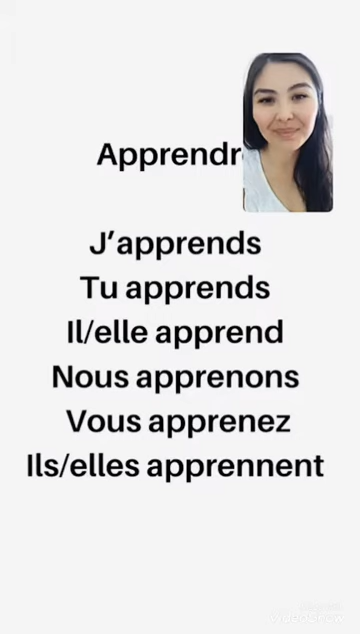 Apprendr
J'apprends
Tu apprends
Il/elle apprend
Nous apprenons
Vous apprenez
Ils/elles apprennent